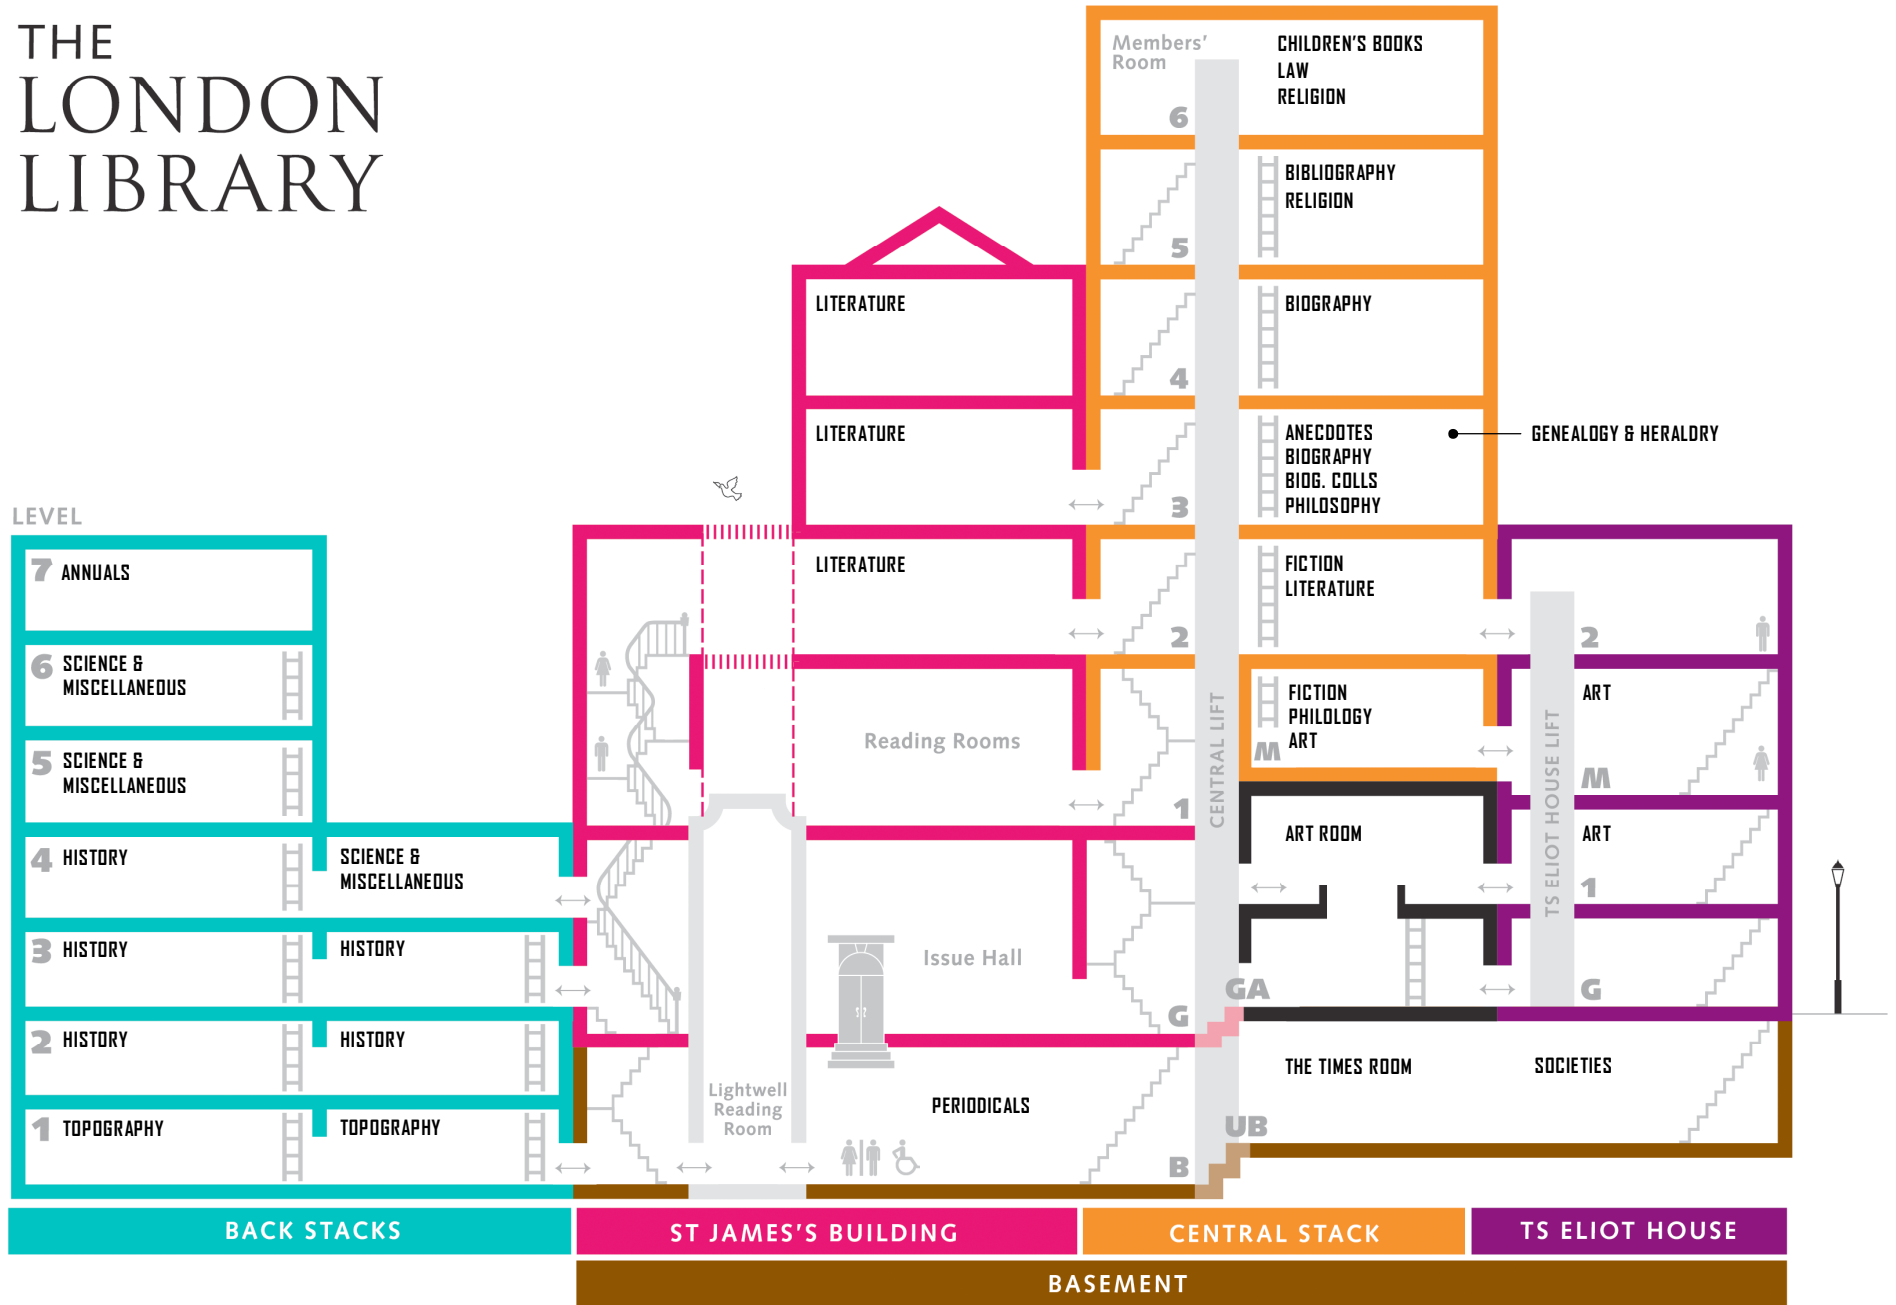 THE
LONDON
LIBRARY
Members'
Room
6
CHILDREN'S BOOKS
LAW
RELIGION
5
BIBLIOGRAPHY
RELIGION
LITERATURE
4
BIOGRAPHY
LITERATURE
3
ANECDOTES
BIOGRAPHY
BIOG. COLLS
PHILOSOPHY
GENEALOGY & HERALDRY
LITERATURE
2
FICTION
LITERATURE
2
Reading Rooms
1
CENTRAL LIFT
FICTION
PHILOLOGY
ART
M
TS ELIOT HOUSE LIFT
ART
M
ART ROOM
ART
1
LEVEL
7 ANNUALS
6 SCIENCE &
MISCELLANEOUS
5 SCIENCE &
MISCELLANEOUS
4 HISTORY
SCIENCE &
MISCELLANEOUS
3 HISTORY
HISTORY
2 HISTORY
HISTORY
1 TOPOGRAPHY
TOPOGRAPHY
Issue Hall
G
GA
G
Lightwell
Reading
Room
PERIODICALS
B
UB
THE TIMES ROOM
SOCIETIES
BACK STACKS
ST JAMES'S BUILDING
CENTRAL STACK
TS ELIOT HOUSE
BASEMENT